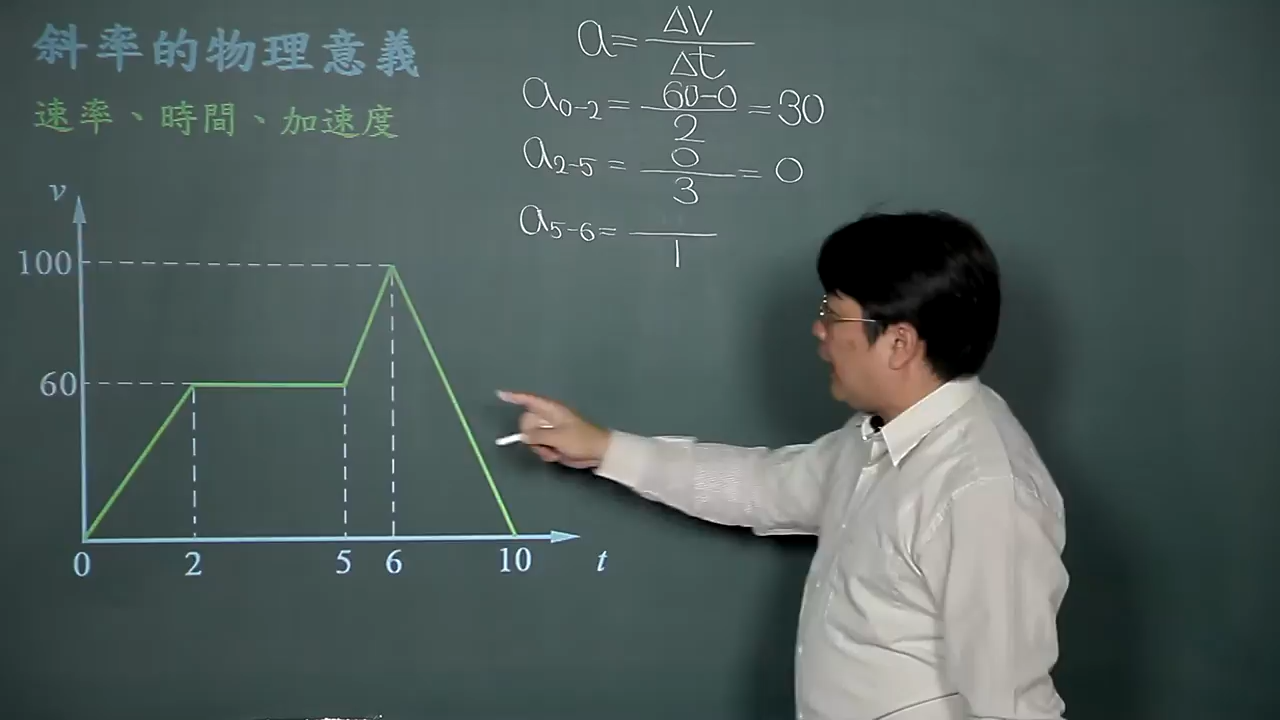 斜率的物理意義
速率、時間、加速度
a=ΔV/Δt
a0-2=60-0/2=30
a2-5=0/3=0
a5-6= /1
v
100
60
0 2 5 6 10 t